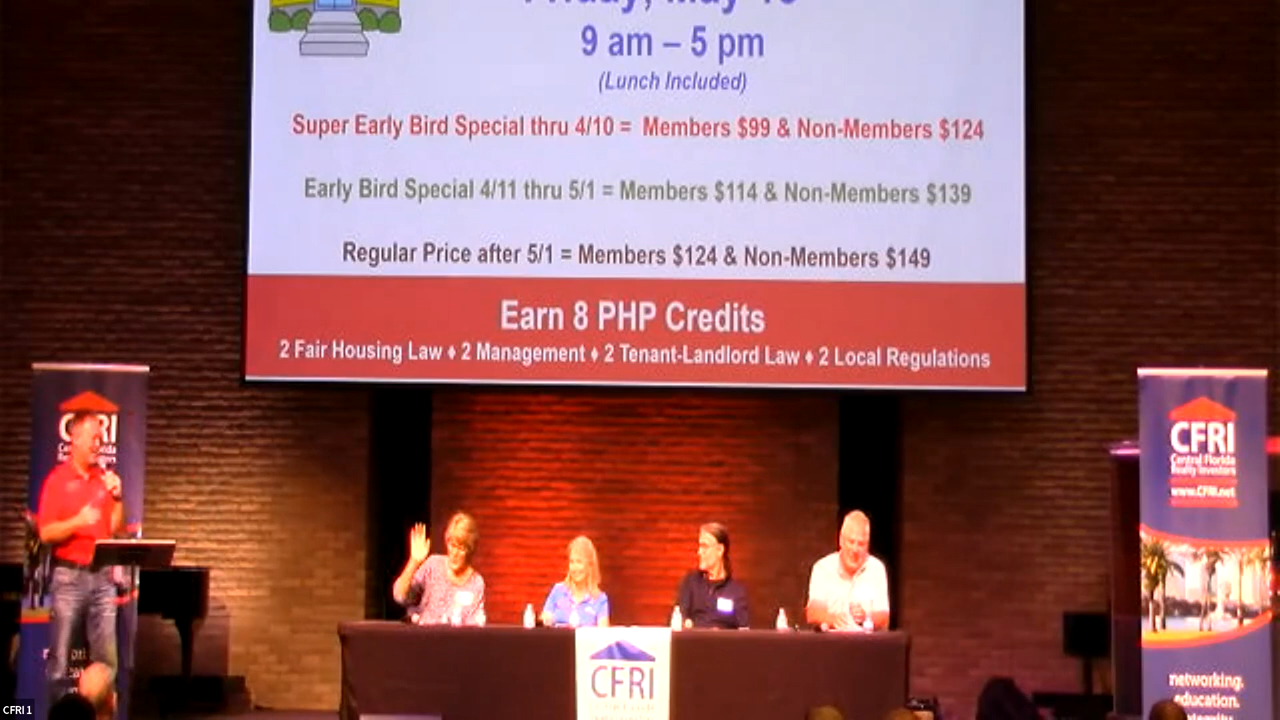 9 am – 5 pm
(Lunch Included)
Super Early Bird Special thru 4/10 = Members $99 & Non-Members $124
Early Bird Special 4/11 thru 5/1 = Members $114 & Non-Members $139
Regular Price after 5/1 = Members $124 & Non-Members $149
Earn 8 PHP Credits
2 Fair Housing Law ♦ 2 Management ♦ 2 Tenant-Landlord Law ♦ 2 Local Regulations
CFRI
Central Florida
Realty Investors
www.CFRI.net
networking.
education.
CFRI
CFRI 1